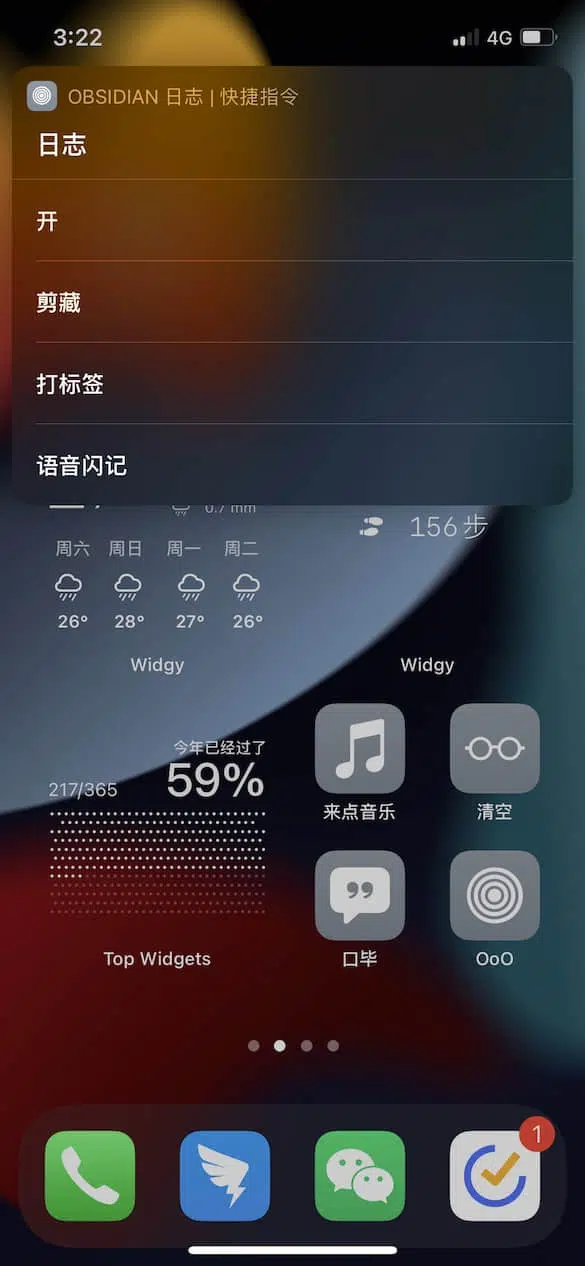 3:22
4G
OBSIDIAN 日志 | 快捷指令
日志
开
剪藏
打标签
语音闪记
0.7 mm
156 步
周六 周日 周一 周二
26° 28° 27° 26°
Widgy
Widgy
今年已经过了
217/365 59%
来点音乐
清空
口毕
OoO
Top Widgets
1